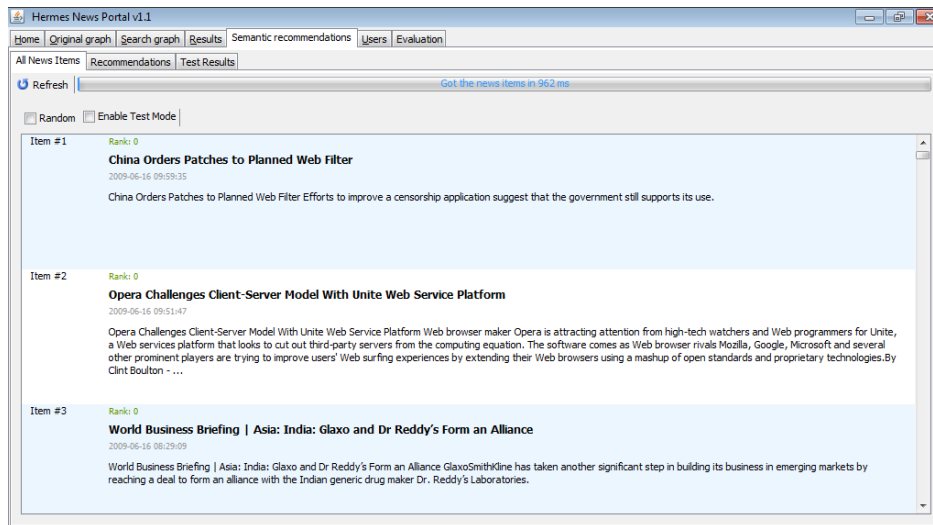 Hermes News Portal v1.1
Home Original graph Search graph Results Semantic recommendations Users Evaluation
All News Items Recommendations Test Results
Refresh Got the news items in 962 ms
Random Enable Test Mode
Item #1 Rank: 0
China Orders Patches to Planned Web Filter
2009-06-16 09:59:35
China Orders Patches to Planned Web Filter Efforts to improve a censorship application suggest that the government still supports its use.
Item #2 Rank: 0
Opera Challenges Client-Server Model With Unite Web Service Platform
2009-06-16 09:51:47
Opera Challenges Client-Server Model With Unite Web Service Platform Web browser maker Opera is attracting attention from high-tech watchers and Web programmers for Unite,
a Web services platform that looks to cut out third-party servers from the computing equation. The software comes as Web browser rivals Mozilla, Google, Microsoft and several
other prominent players are trying to improve users' Web surfing experiences by extending their Web browsers using a mashup of open standards and proprietary technologies.By
Clint Boulton - ...
Item #3 Rank: 0
World Business Briefing | Asia: India: Glaxo and Dr Reddy's Form an Alliance
2009-06-16 08:29:09
World Business Briefing | Asia: India: Glaxo and Dr Reddy's Form an Alliance GlaxoSmithKline has taken another significant step in building its business in emerging markets by
reaching a deal to form an alliance with the Indian generic drug maker Dr. Reddy's Laboratories.